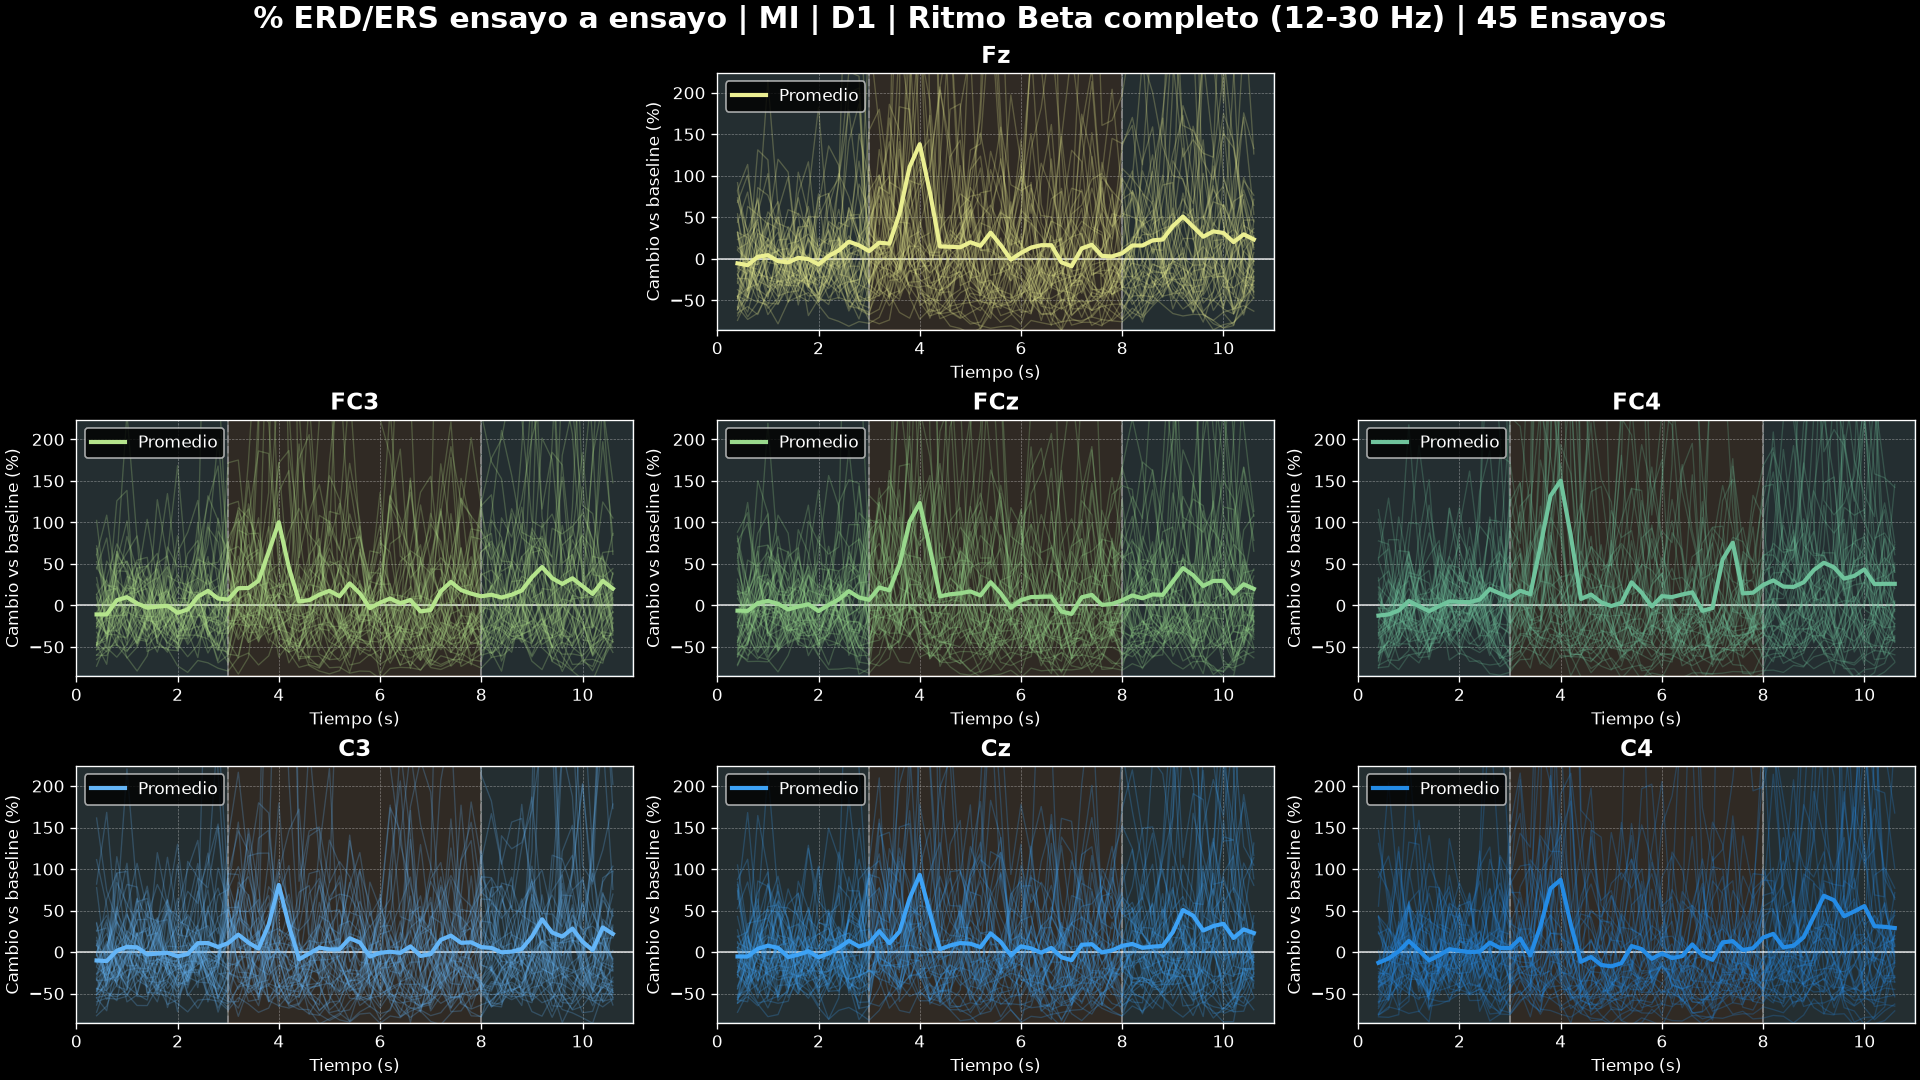 % ERD/ERS ensayo a ensayo | MI | D1 | Ritmo Beta completo (12-30 Hz) | 45 Ensayos
Fz
Cambio vs baseline (%)
200
150
100
50
0
−50
Promedio
0 2 4 6 8 10
Tiempo (s)
FC3
Cambio vs baseline (%)
200
150
100
50
0
−50
Promedio
0 2 4 6 8 10
Tiempo (s)
FCz
Cambio vs baseline (%)
200
150
100
50
0
−50
Promedio
0 2 4 6 8 10
Tiempo (s)
FC4
Cambio vs baseline (%)
200
150
100
50
0
−50
Promedio
0 2 4 6 8 10
Tiempo (s)
C3
Cambio vs baseline (%)
200
150
100
50
0
−50
Promedio
0 2 4 6 8 10
Tiempo (s)
Cz
Cambio vs baseline (%)
200
150
100
50
0
−50
Promedio
0 2 4 6 8 10
Tiempo (s)
C4
Cambio vs baseline (%)
200
150
100
50
0
−50
Promedio
0 2 4 6 8 10
Tiempo (s)